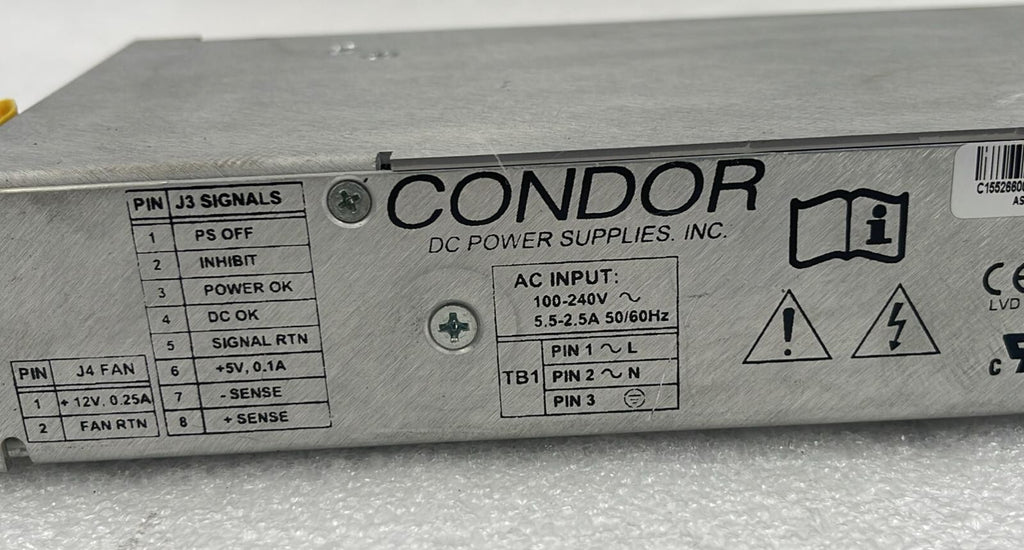 PIN J3 SIGNALS
1 PS OFF
2 INHIBIT
3 POWER OK
4 DC OK
5 SIGNAL RTN
6 +5V, 0.1A
7 - SENSE
8 + SENSE
PIN J4 FAN
1 + 12V, 0.25A
2 FAN RTN
CONDOR
DC POWER SUPPLIES. INC.
AC INPUT:
100-240V ~
5.5-2.5A 50/60Hz
TB1
PIN 1 ~ L
PIN 2 ~ N
PIN 3
i
!
AS
CE
LVD
C